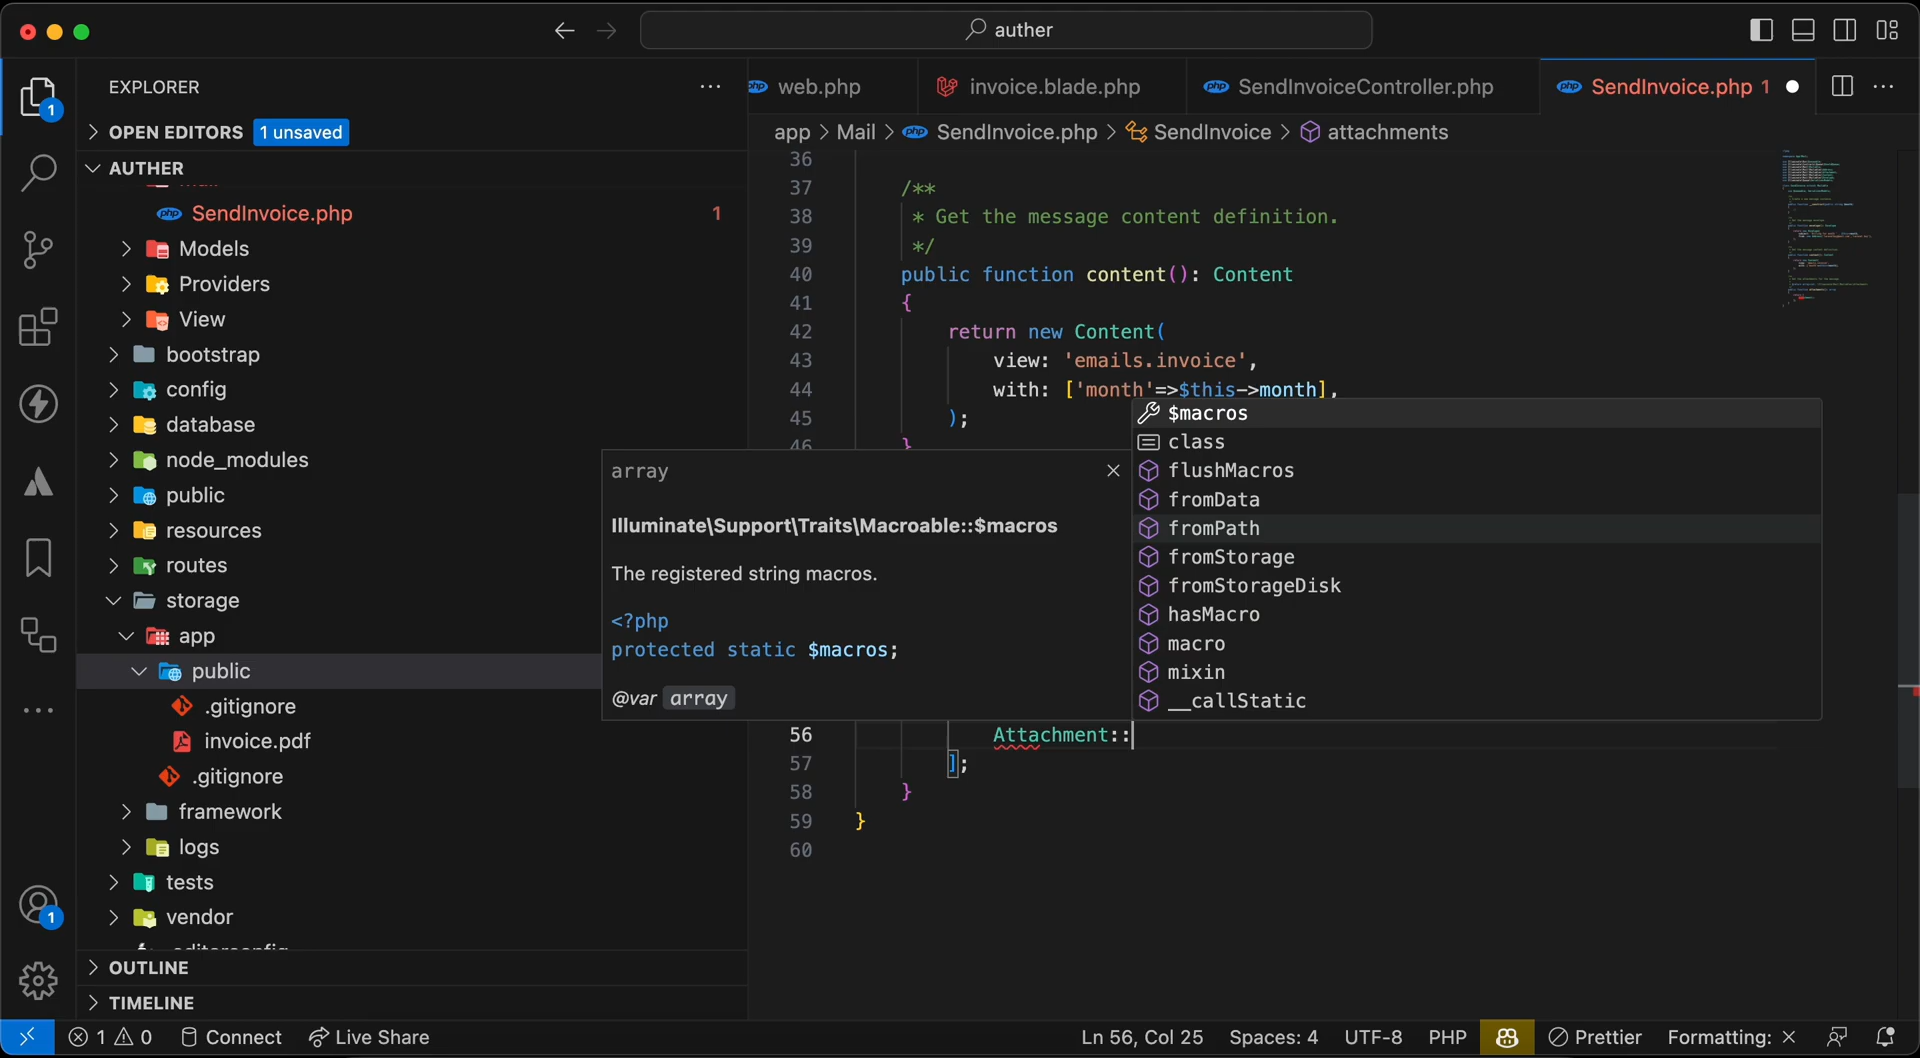 auther
EXPLORER
1
OPEN EDITORS 1 unsaved
AUTHER
SendInvoice.php 1
Models
Providers
View
bootstrap
config
database
node_modules
public
resources
routes
storage
app
public
.gitignore
invoice.pdf
.gitignore
framework
logs
tests
vendor
1
OUTLINE
TIMELINE
web.php
invoice.blade.php
SendInvoiceController.php
SendInvoice.php 1
app > Mail > SendInvoice.php > SendInvoice > attachments
36
37 /**
38 * Get the message content definition.
39 */
40 public function content(): Content
41 {
42 return new Content(
43 view: 'emails.invoice',
44 with: ['month'=>$this->month],
45 );
46 }
array
Illuminate\Support\Traits\Macroable::$macros
The registered string macros.
<?php
protected static $macros;
@var array
$macros
class
flushMacros
fromData
fromPath
fromStorage
fromStorageDisk
hasMacro
macro
mixin
__callStatic
56 Attachment::
57 ];
58 }
59 }
60
1 0 Connect Live Share
Ln 56, Col 25 Spaces: 4 UTF-8 PHP Prettier Formatting: ×